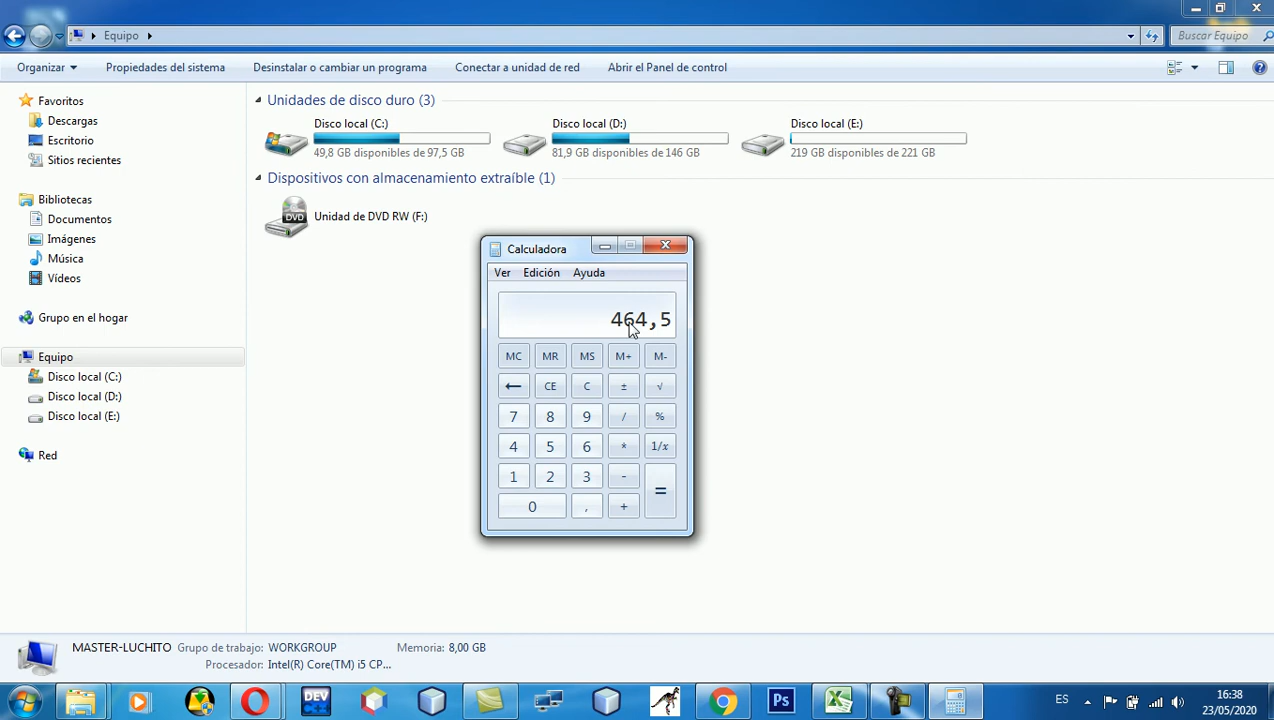 Equipo
Buscar Equipo
Organizar
Propiedades del sistema
Desinstalar o cambiar un programa
Conectar a unidad de red
Abrir el Panel de control
Favoritos
Descargas
Escritorio
Sitios recientes
Bibliotecas
Documentos
Imágenes
Música
Vídeos
Grupo en el hogar
Equipo
Disco local (C:)
Disco local (D:)
Disco local (E:)
Red
Unidades de disco duro (3)
Disco local (C:)
49,8 GB disponibles de 97,5 GB
Disco local (D:)
81,9 GB disponibles de 146 GB
Disco local (E:)
219 GB disponibles de 221 GB
Dispositivos con almacenamiento extraíble (1)
DVD
Unidad de DVD RW (F:)
Calculadora
Ver Edición Ayuda
464,5
MC MR MS M+ M-
← CE C ± √
7 8 9 / %
4 5 6 * 1/x
1 2 3 - =
0 , +
MASTER-LUCHITO Grupo de trabajo: WORKGROUP Memoria: 8,00 GB
Procesador: Intel(R) Core(TM) i5 CP...
DEV
C++
Ps
ES
16:38
23/05/2020